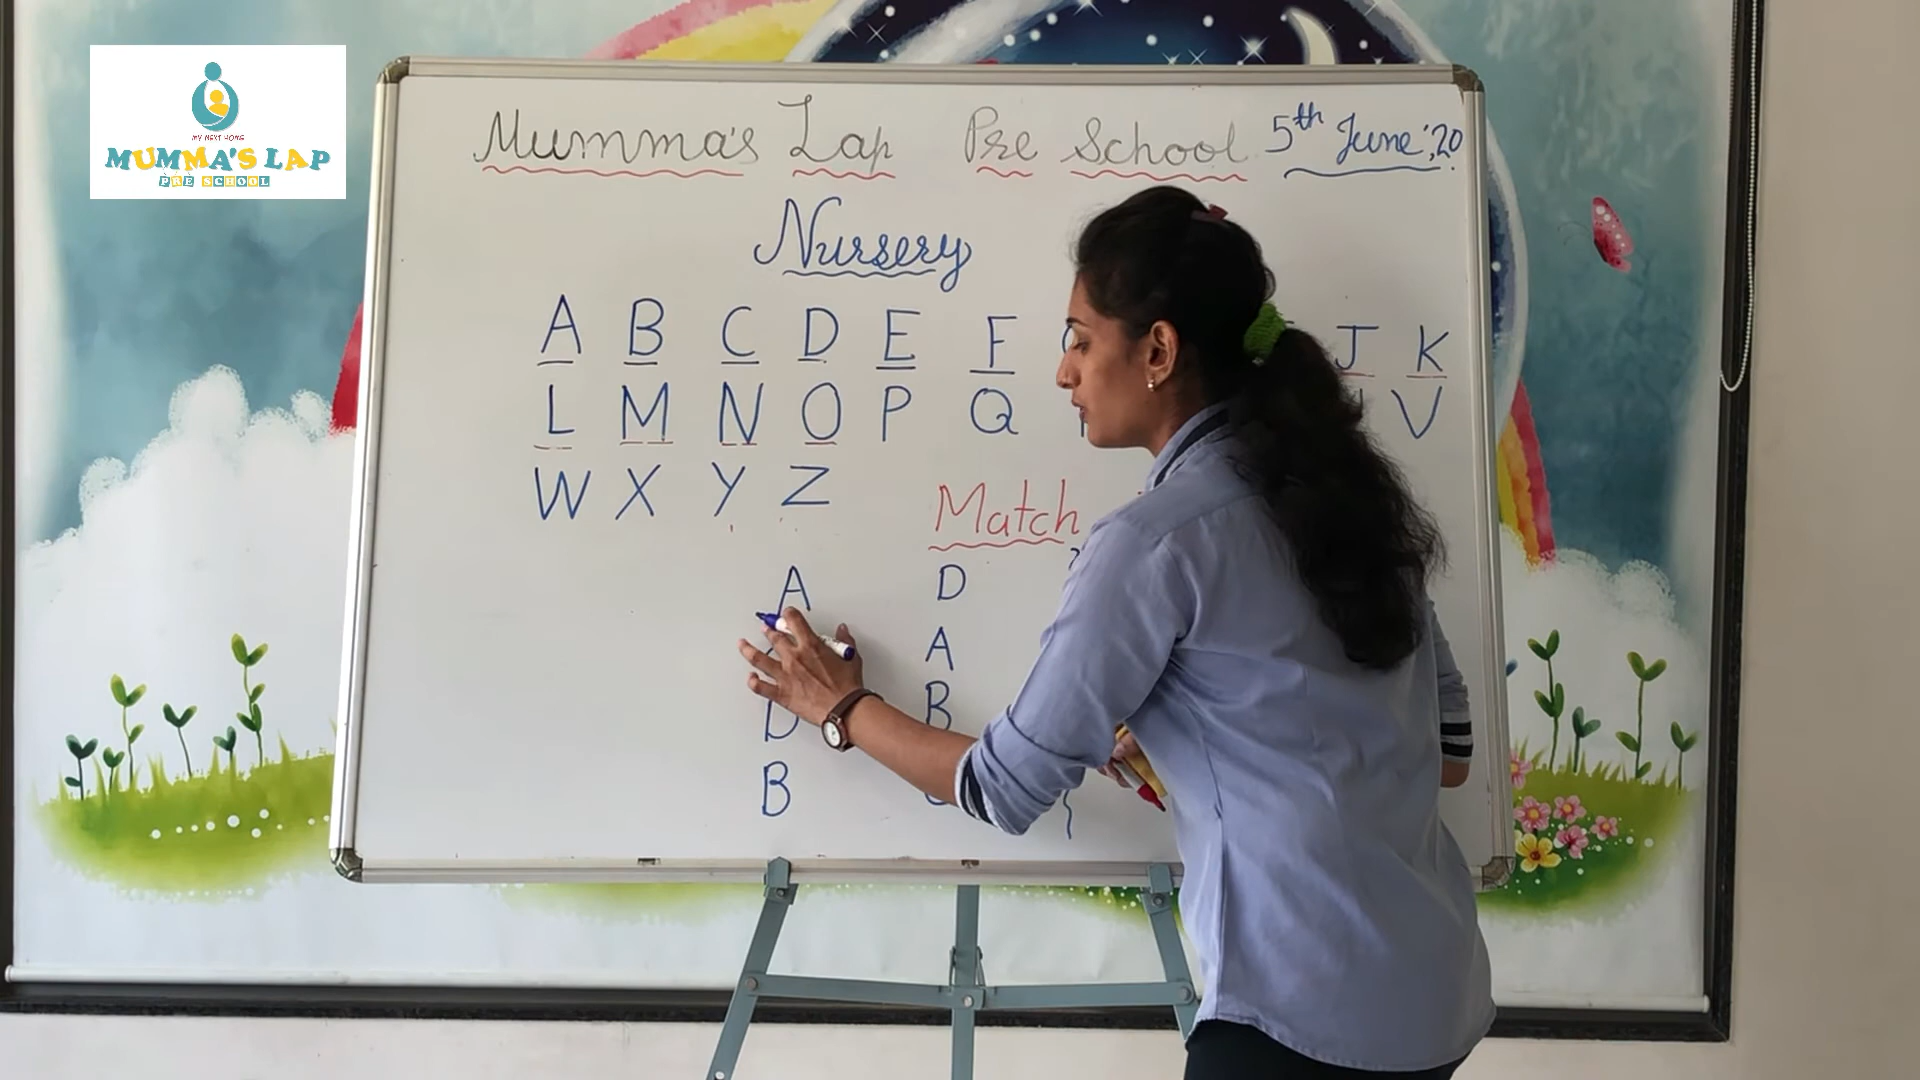 MY NEXT HOME
MUMMA'S LAP
PRE SCHOOL
Mumma's Lap Pre School 5th June '20
Nursery
A B C D E F J K
L M N O P Q V
W X Y Z
Match
A D
A
D B
B